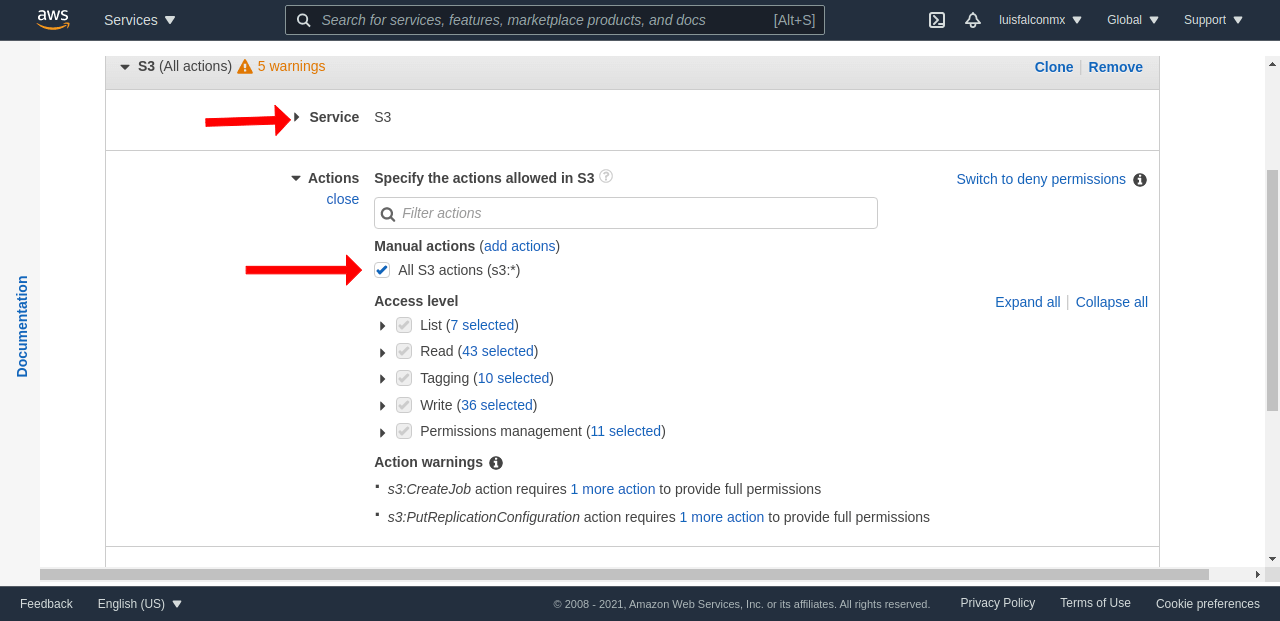 aws Services Search for services, features, marketplace products, and docs [Alt+S] luisfalconmx Global Support
S3 (All actions) 5 warnings Clone | Remove
Service S3
Actions Specify the actions allowed in S3 ? Switch to deny permissions i
close
Filter actions
Manual actions (add actions)
All S3 actions (s3:*)
Access level Expand all | Collapse all
List (7 selected)
Read (43 selected)
Tagging (10 selected)
Write (36 selected)
Permissions management (11 selected)
Action warnings i
s3:CreateJob action requires 1 more action to provide full permissions
s3:PutReplicationConfiguration action requires 1 more action to provide full permissions
Documentation
Feedback English (US) © 2008 - 2021, Amazon Web Services, Inc. or its affiliates. All rights reserved. Privacy Policy Terms of Use Cookie preferences